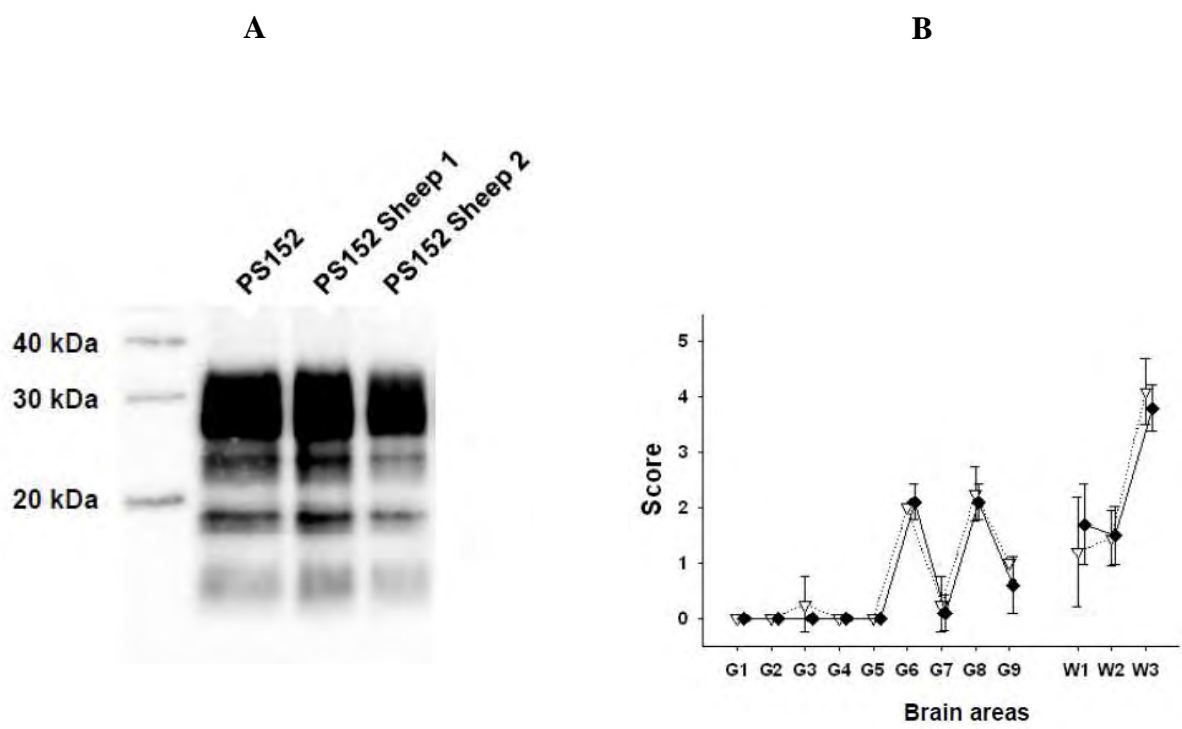 A
B
PS152
PS152 Sheep 1
PS152 Sheep 2
40 kDa
30 kDa
20 kDa
5
4
3
2
1
0
Score
G1 G2 G3 G4 G5 G6 G7 G8 G9 W1 W2 W3
Brain areas